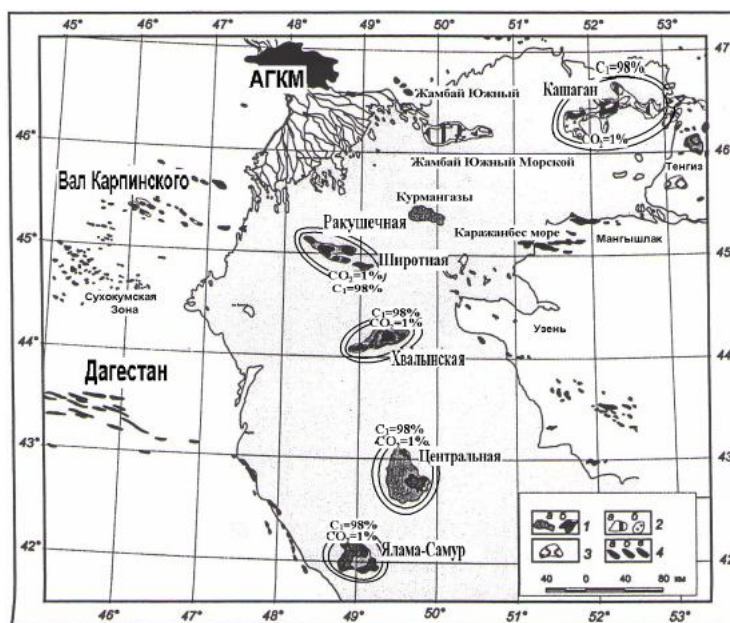 45° 46° 47° 48° 49° 50° 51° 52° 53°
47
АГКМ
C₁=98%
Жамбай Южный
Кашаган
46°
46°
CO₂=1%
Жамбай Южный Морской
Тенгиз
Вал Карпинского
Курмангазы
Ракушечная
Каражанбес море
45°
45°
Мангышлак
Широтная
CO₂=1%
C₁=98%
Сухокумская
Зона
C₁=98%
CO₂=1%
Узень
44°
44°
Хвалынская
Дагестан
C₁=98%
CO₂=1%
43°
43
Центральная
а б 1
а б 2
C₁=98%
CO₂=1%
3
а б в 4
42°
Ялама-Самур
40 0 40 80 км
46° 47° 48° 49° 50° 51° 52° 53°